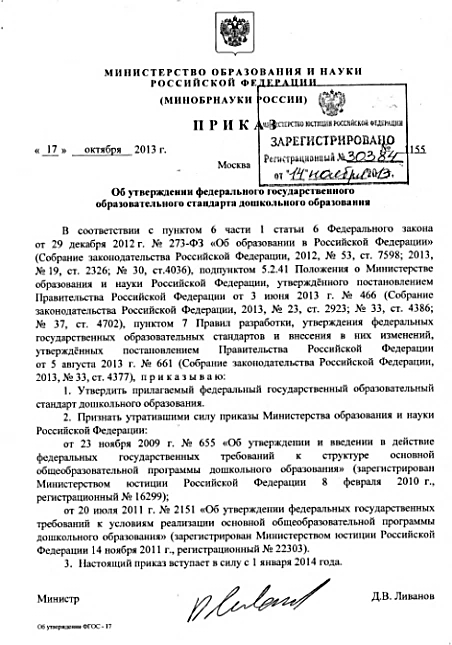 МИНИСТЕРСТВО ОБРАЗОВАНИЯ И НАУКИ
РОССИЙСКОЙ ФЕДЕРАЦИИ
(МИНОБРНАУКИ РОССИИ)
ПРИКАЗ
МИНИСТЕРСТВО ЮСТИЦИИ РОССИЙСКОЙ ФЕДЕРАЦИИ
ЗАРЕГИСТРИРОВАНО
Регистрационный № 30384
от "14" ноября 2013.
« 17 » октября 2013 г.
№ 1155
Москва
Об утверждении федерального государственного
образовательного стандарта дошкольного образования
В соответствии с пунктом 6 части 1 статьи 6 Федерального закона
от 29 декабря 2012 г. № 273-ФЗ «Об образовании в Российской Федерации»
(Собрание законодательства Российской Федерации, 2012, № 53, ст. 7598; 2013,
№ 19, ст. 2326; № 30, ст.4036), подпунктом 5.2.41 Положения о Министерстве
образования и науки Российской Федерации, утверждённого постановлением
Правительства Российской Федерации от 3 июня 2013 г. № 466 (Собрание
законодательства Российской Федерации, 2013, № 23, ст. 2923; № 33, ст. 4386;
№ 37, ст. 4702), пунктом 7 Правил разработки, утверждения федеральных
государственных образовательных стандартов и внесения в них изменений,
утверждённых постановлением Правительства Российской Федерации
от 5 августа 2013 г. № 661 (Собрание законодательства Российской Федерации,
2013, № 33, ст. 4377), п р и к а з ы в а ю:
1. Утвердить прилагаемый федеральный государственный образовательный
стандарт дошкольного образования.
2. Признать утратившими силу приказы Министерства образования и науки
Российской Федерации:
от 23 ноября 2009 г. № 655 «Об утверждении и введении в действие
федеральных государственных требований к структуре основной
общеобразовательной программы дошкольного образования» (зарегистрирован
Министерством юстиции Российской Федерации 8 февраля 2010 г.,
регистрационный № 16299);
от 20 июля 2011 г. № 2151 «Об утверждении федеральных государственных
требований к условиям реализации основной общеобразовательной программы
дошкольного образования» (зарегистрирован Министерством юстиции Российской
Федерации 14 ноября 2011 г., регистрационный № 22303).
3. Настоящий приказ вступает в силу с 1 января 2014 года.
Министр
Д.В. Ливанов
Об утверждении ФГОС - 17